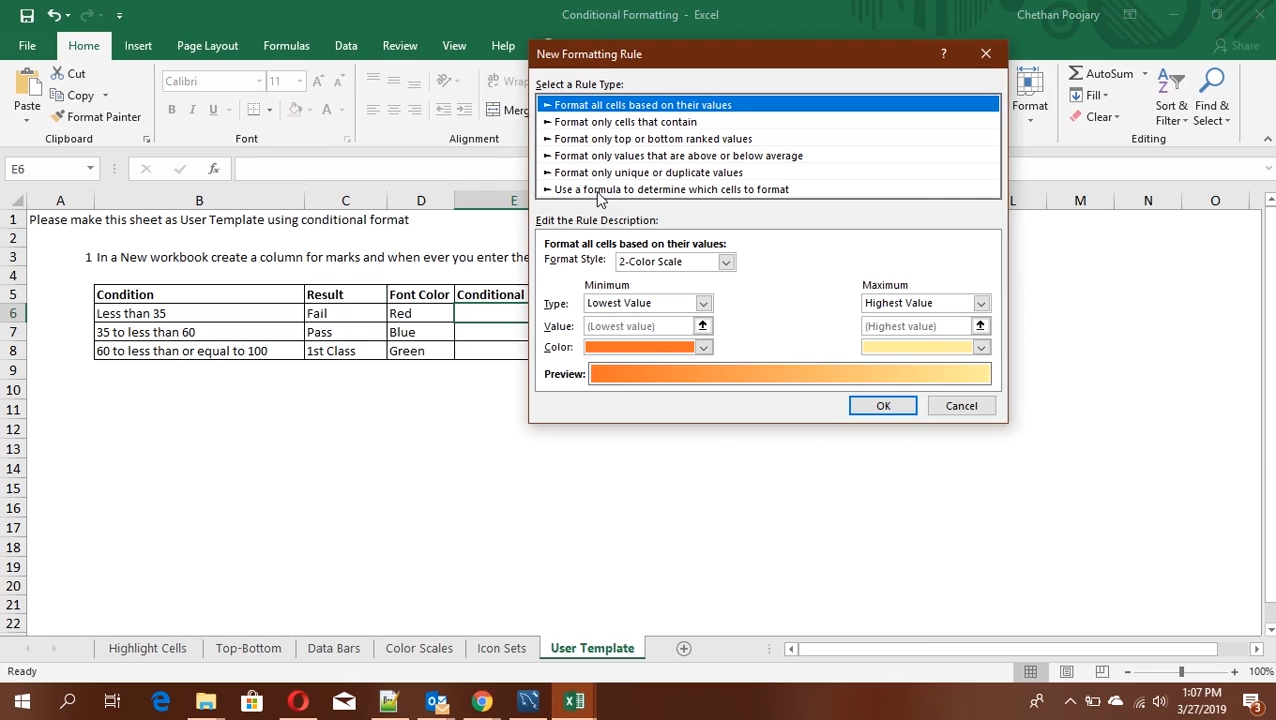 Conditional Formatting - Excel
Chethan Poojary
File Home Insert Page Layout Formulas Data Review View Help
Share
Paste
Cut
Copy
Format Painter
Clipboard
Calibri 11
B I U
Font
Wrap
Merg
Format
AutoSum
Fill
Clear
Sort & Filter
Find & Select
Editing
E6
fx
A B C D E L M N O
1 Please make this sheet as User Template using conditional format
2
3 1 In a New workbook create a column for marks and when ever you enter the
4
5 Condition Result Font Color Conditional
6 Less than 35 Fail Red
7 35 to less than 60 Pass Blue
8 60 to less than or equal to 100 1st Class Green
9
10
11
12
13
14
15
16
17
18
19
20
21
22
New Formatting Rule ?
Select a Rule Type:
► Format all cells based on their values
► Format only cells that contain
► Format only top or bottom ranked values
► Format only values that are above or below average
► Format only unique or duplicate values
► Use a formula to determine which cells to format
Edit the Rule Description:
Format all cells based on their values:
Format Style: 2-Color Scale
Minimum Maximum
Type: Lowest Value Highest Value
Value: (Lowest value) (Highest value)
Color:
Preview:
OK Cancel
Highlight Cells Top-Bottom Data Bars Color Scales Icon Sets User Template
Ready
100%
1:07 PM
3/27/2019
3